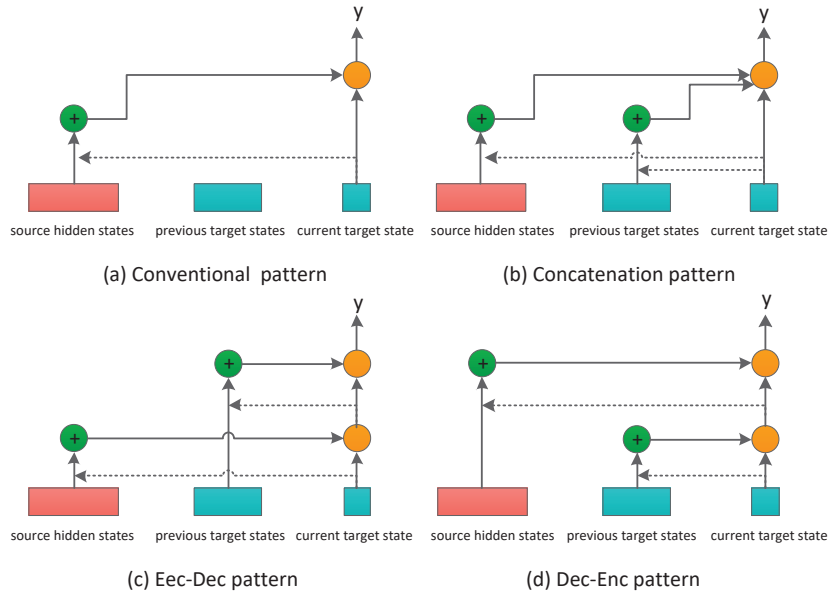 y
y
+
+
+
source hidden states previous target states current target state
source hidden states previous target states current target state
(a) Conventional pattern
(b) Concatenation pattern
y
y
+
+
+
+
source hidden states previous target states current target state
source hidden states previous target states current target state
(c) Eec-Dec pattern
(d) Dec-Enc pattern